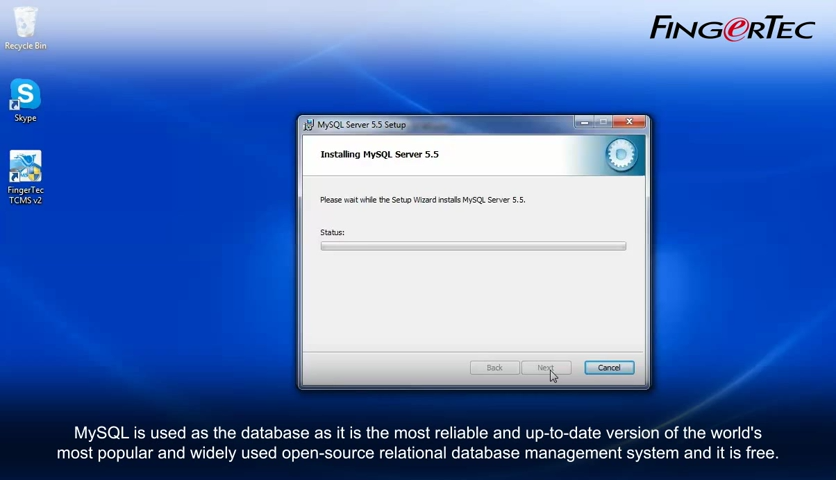 Recycle Bin
FINGERTEC
Skype
FingerTec
TCMS v2
MySQL Server 5.5 Setup
Installing MySQL Server 5.5
Please wait while the Setup Wizard installs MySQL Server 5.5.
Status:
Back Next Cancel
MySQL is used as the database as it is the most reliable and up-to-date version of the world's
most popular and widely used open-source relational database management system and it is free.